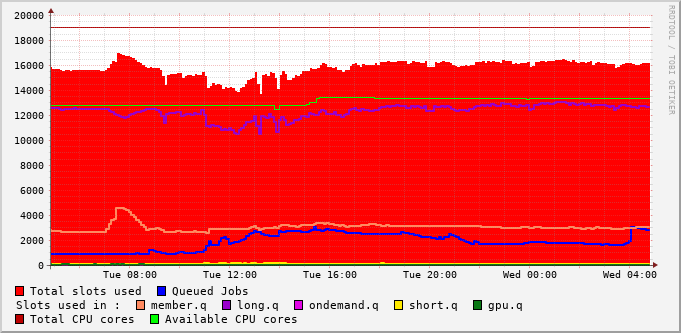 20000
18000
16000
14000
12000
10000
8000
6000
4000
2000
0
Tue 08:00 Tue 12:00 Tue 16:00 Tue 20:00 Wed 00:00 Wed 04:00
Total slots used Queued Jobs
Slots used in : member.q long.q ondemand.q short.q gpu.q
Total CPU cores Available CPU cores
RRDTOOL / TOBI OETIKER